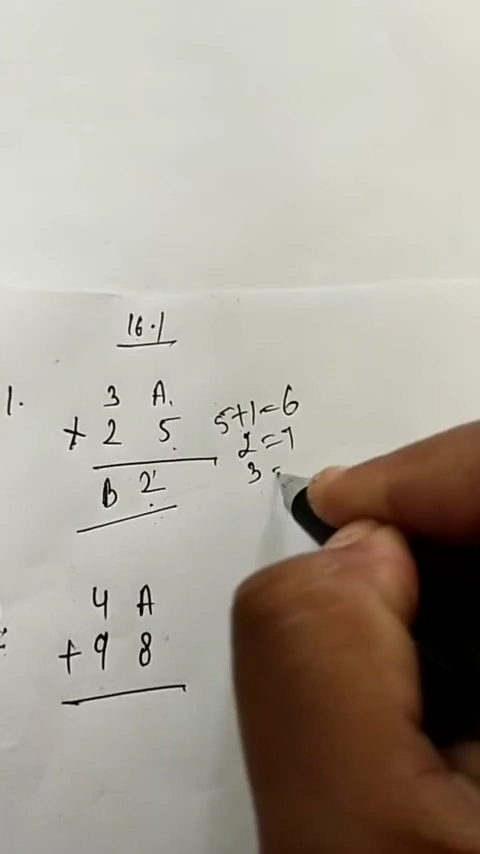 16.1
1. 3 A
+ 2 5
B 2
5+1=6
2=7
3 =
4 A
+ 9 8